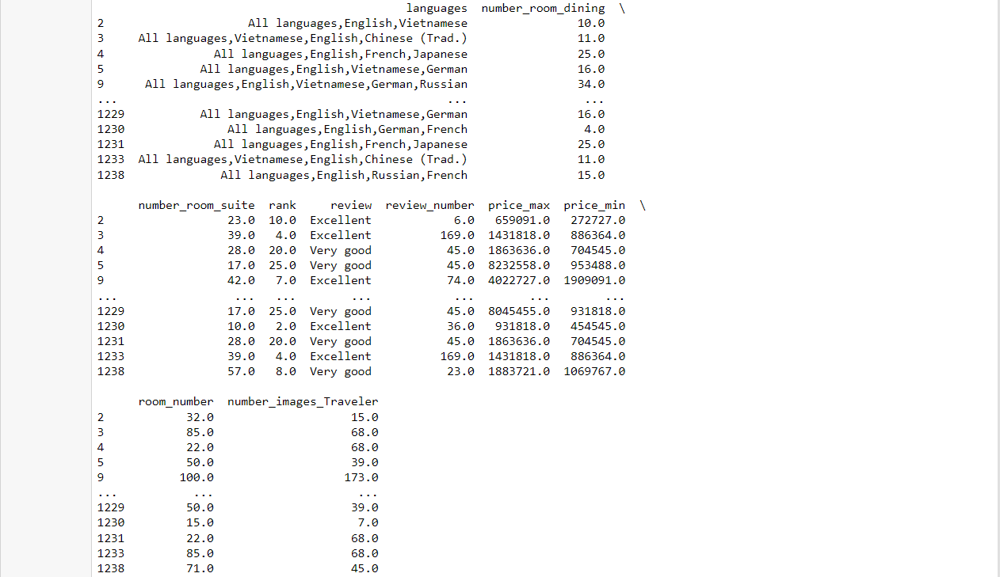 languages  number_room_dining  \
2                      All languages,English,Vietnamese                10.0
3      All languages,Vietnamese,English,Chinese (Trad.)                11.0
4                 All languages,English,French,Japanese                25.0
5               All languages,English,Vietnamese,German                16.0
9       All languages,English,Vietnamese,German,Russian                34.0
...                                                 ...                 ...
1229            All languages,English,Vietnamese,German                16.0
1230                All languages,English,German,French                 4.0
1231              All languages,English,French,Japanese                25.0
1233   All languages,Vietnamese,English,Chinese (Trad.)                11.0
1238               All languages,English,Russian,French                15.0
number_room_suite  rank     review  review_number  price_max  price_min  \
2                  23.0  10.0  Excellent            6.0   659091.0   272727.0
3                  39.0   4.0  Excellent          169.0  1431818.0   886364.0
4                  28.0  20.0  Very good           45.0  1863636.0   704545.0
5                  17.0  25.0  Very good           45.0  8232558.0   953488.0
9                  42.0   7.0  Excellent           74.0  4022727.0  1909091.0
...                 ...   ...        ...            ...        ...        ...
1229               17.0  25.0  Very good           45.0  8045455.0   931818.0
1230               10.0   2.0  Excellent           36.0   931818.0   454545.0
1231               28.0  20.0  Very good           45.0  1863636.0   704545.0
1233               39.0   4.0  Excellent          169.0  1431818.0   886364.0
1238               57.0   8.0  Very good           23.0  1883721.0  1069767.0
room_number  number_images_Traveler
2            32.0                    15.0
3            85.0                    68.0
4            22.0                    68.0
5            50.0                    39.0
9           100.0                   173.0
...           ...                     ...
1229         50.0                    39.0
1230         15.0                     7.0
1231         22.0                    68.0
1233         85.0                    68.0
1238         71.0                    45.0